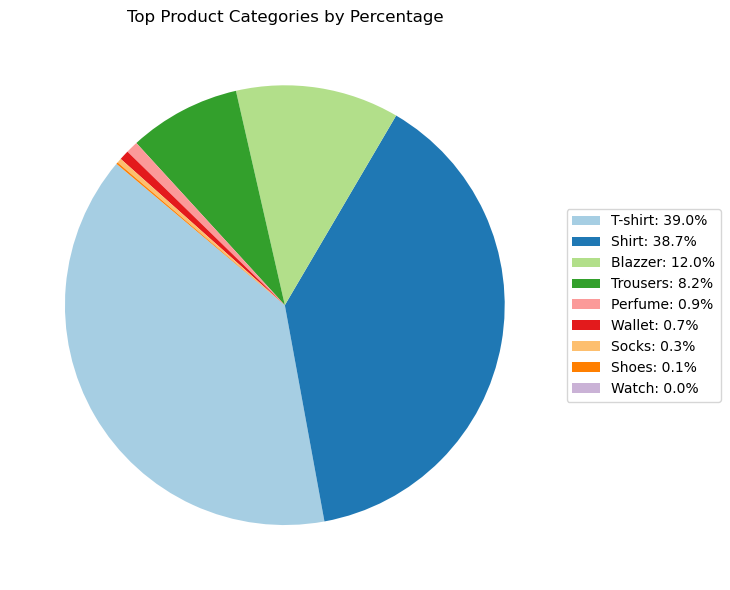 Top Product Categories by Percentage
T-shirt: 39.0%
Shirt: 38.7%
Blazzer: 12.0%
Trousers: 8.2%
Perfume: 0.9%
Wallet: 0.7%
Socks: 0.3%
Shoes: 0.1%
Watch: 0.0%